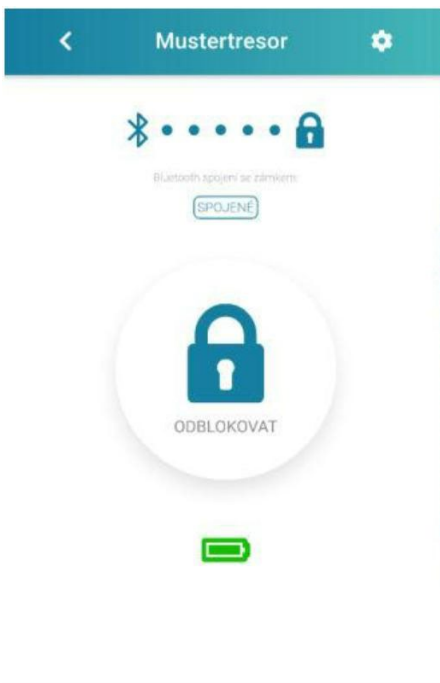 Mustertresor
Bluetooth spojení se zámkem:
SPOJENÉ
ODBLOKOVAT